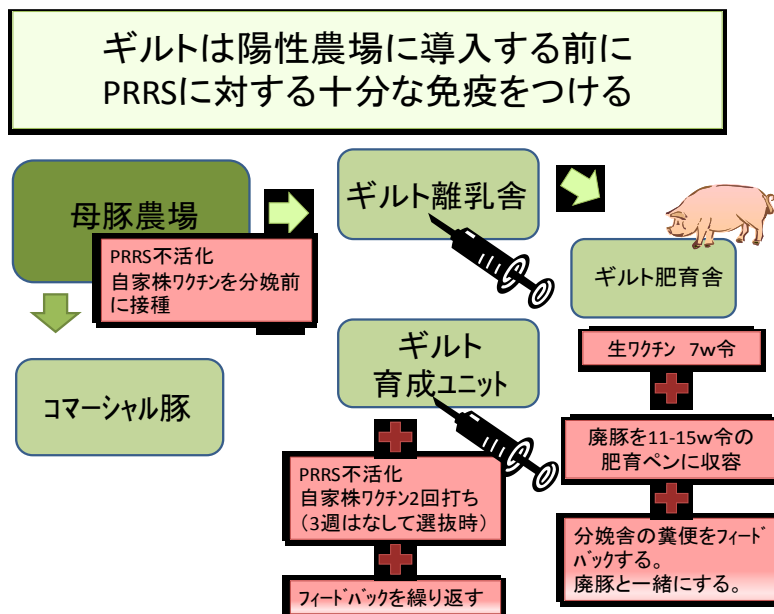 ギルトは陽性農場に導入する前に
PRRSに対する十分な免疫をつける
母豚農場
PRRS不活化
自家株ワクチンを分娩前
に接種
コマーシャル豚
ギルト離乳舎
ギルト肥育舎
生ワクチン 7w令
廃豚を11-15w令の
肥育ペンに収容
分娩舎の糞便をフィードﾞ
バックする。
廃豚と一緒にする。
ギルト
育成ユニット
PRRS不活化
自家株ワクチン2回打ち
(3週はなして選抜時)
フィードバックを繰り返す